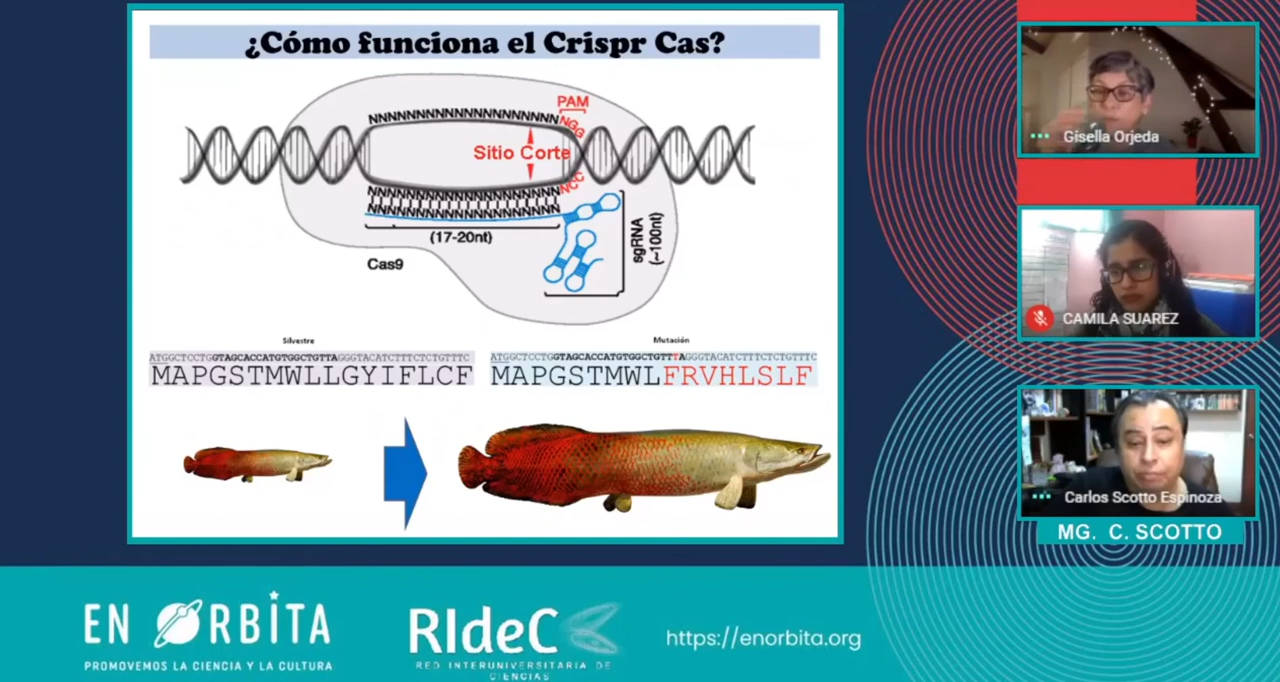 ¿Cómo funciona el Crispr Cas?
NNNNNNNNNNNNNNNNNNNN
PAM
NGG
Sitio Corte
NCC
NNNNNNNNNNNNNNNNNNNN
NNNNNNNNNNNNNNNNNNNN
(17-20nt)
Cas9
sgRNA
(~100nt)
Silvestre
ATGGCTCCTGGTAGCACCATGTGGCTGTTAGGGTACATCTTTCTCTGTTTC
MAPGSTMWLLGYIFLCF
Mutación
ATGGCTCCTGGTAGCACCATGTGGCTGTTTAGGGTACATCTTTCTCTGTTTC
MAPGSTMWLFRVHLSLF
Gisella Orjeda
CAMILA SUAREZ
Carlos Scotto Espinoza
MG. C. SCOTTO
EN ORBITA
PROMOVEMOS LA CIENCIA Y LA CULTURA
RIdeC
RED INTERUNIVERSITARIA DE
CIENCIAS
https://enorbita.org